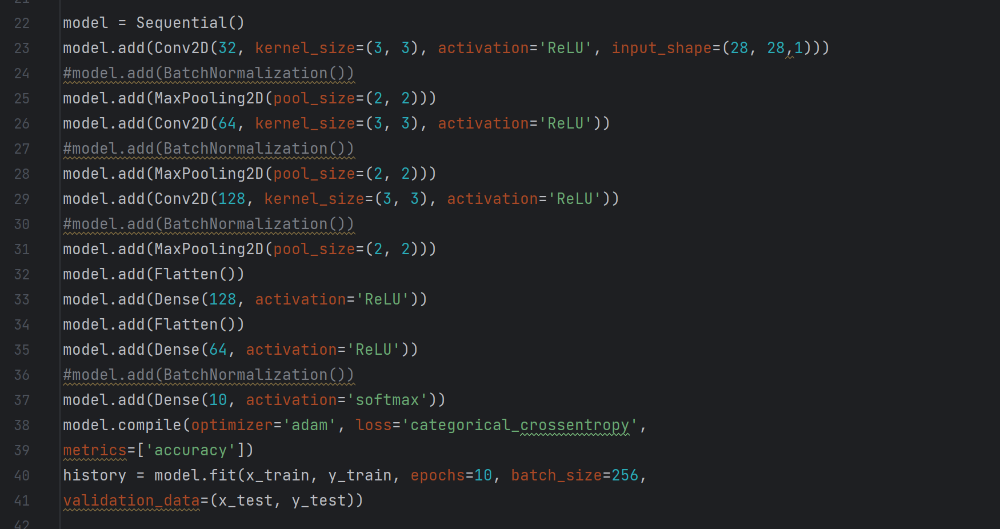 21
22 model = Sequential()
23 model.add(Conv2D(32, kernel_size=(3, 3), activation='ReLU', input_shape=(28, 28,1)))
24 #model.add(BatchNormalization())
25 model.add(MaxPooling2D(pool_size=(2, 2)))
26 model.add(Conv2D(64, kernel_size=(3, 3), activation='ReLU'))
27 #model.add(BatchNormalization())
28 model.add(MaxPooling2D(pool_size=(2, 2)))
29 model.add(Conv2D(128, kernel_size=(3, 3), activation='ReLU'))
30 #model.add(BatchNormalization())
31 model.add(MaxPooling2D(pool_size=(2, 2)))
32 model.add(Flatten())
33 model.add(Dense(128, activation='ReLU'))
34 model.add(Flatten())
35 model.add(Dense(64, activation='ReLU'))
36 #model.add(BatchNormalization())
37 model.add(Dense(10, activation='softmax'))
38 model.compile(optimizer='adam', loss='categorical_crossentropy',
39 metrics=['accuracy'])
40 history = model.fit(x_train, y_train, epochs=10, batch_size=256,
41 validation_data=(x_test, y_test))
42